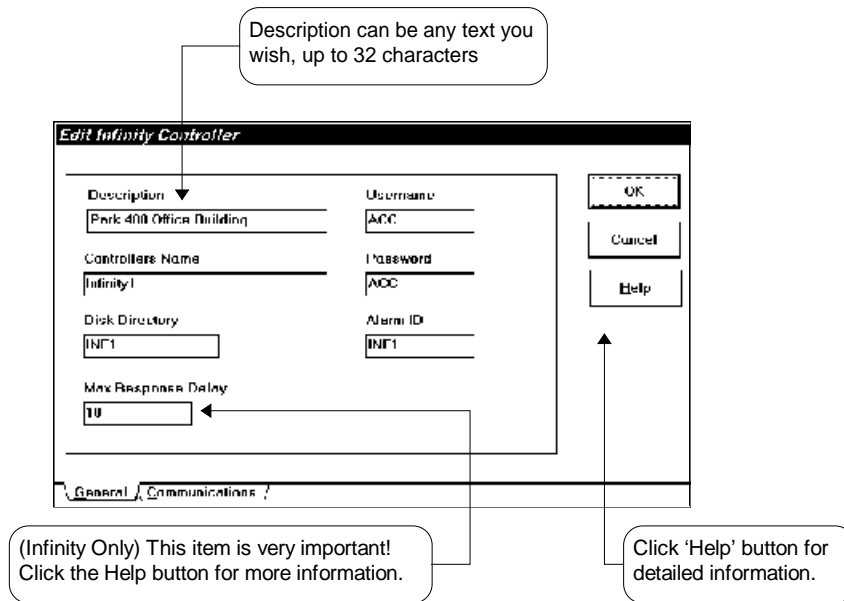 Description can be any text you
wish, up to 32 characters
Edit Infinity Controller
Description
Username
Park 400 Office Building
ACC
OK
Controllers Name
Password
Cancel
Infinity1
ACC
Help
Disk Directory
Alarm ID
INF1
INF1
Max Response Delay
10
General
Communications
(Infinity Only) This item is very important!
Click the Help button for more information.
Click ‘Help’ button for
detailed information.